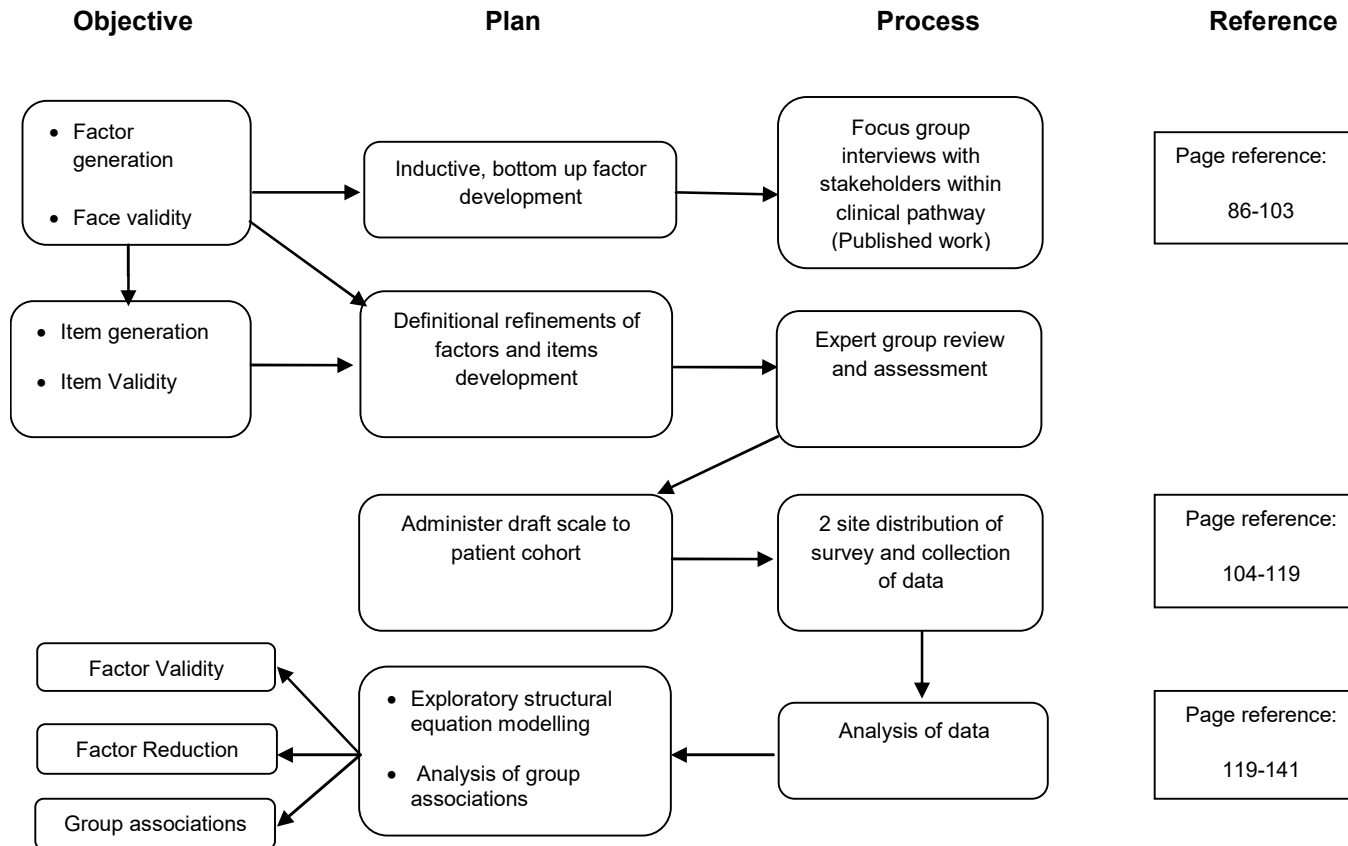 Objective
Plan
Process
Reference
• Factor
generation
• Face validity
Inductive, bottom up factor
development
Focus group
interviews with
stakeholders within
clinical pathway
(Published work)
Page reference:
86-103
• Item generation
• Item Validity
Definitional refinements of
factors and items
development
Expert group review
and assessment
Administer draft scale to
patient cohort
2 site distribution of
survey and collection
of data
Page reference:
104-119
Factor Validity
Factor Reduction
Group associations
• Exploratory structural
equation modelling
• Analysis of group
associations
Analysis of data
Page reference:
119-141